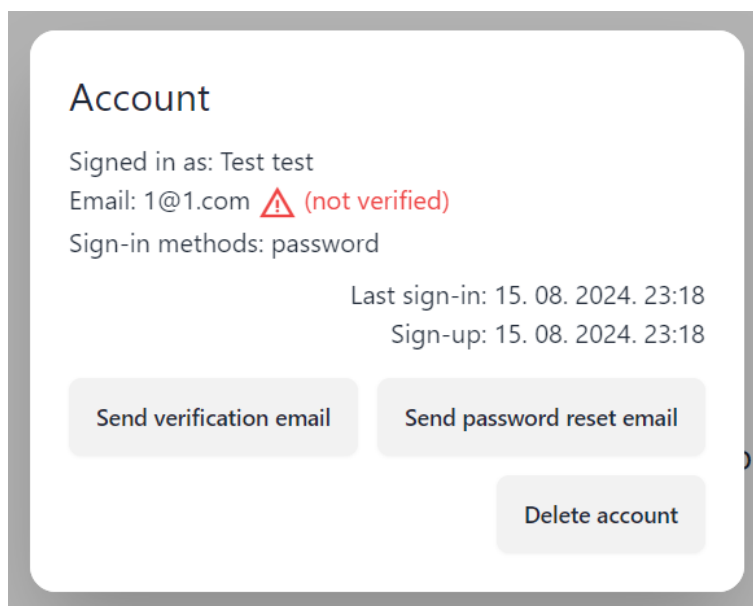 Account
Signed in as: Test test
Email: 1@1.com (not verified)
Sign-in methods: password
Last sign-in: 15. 08. 2024. 23:18
Sign-up: 15. 08. 2024. 23:18
Send verification email
Send password reset email
Delete account